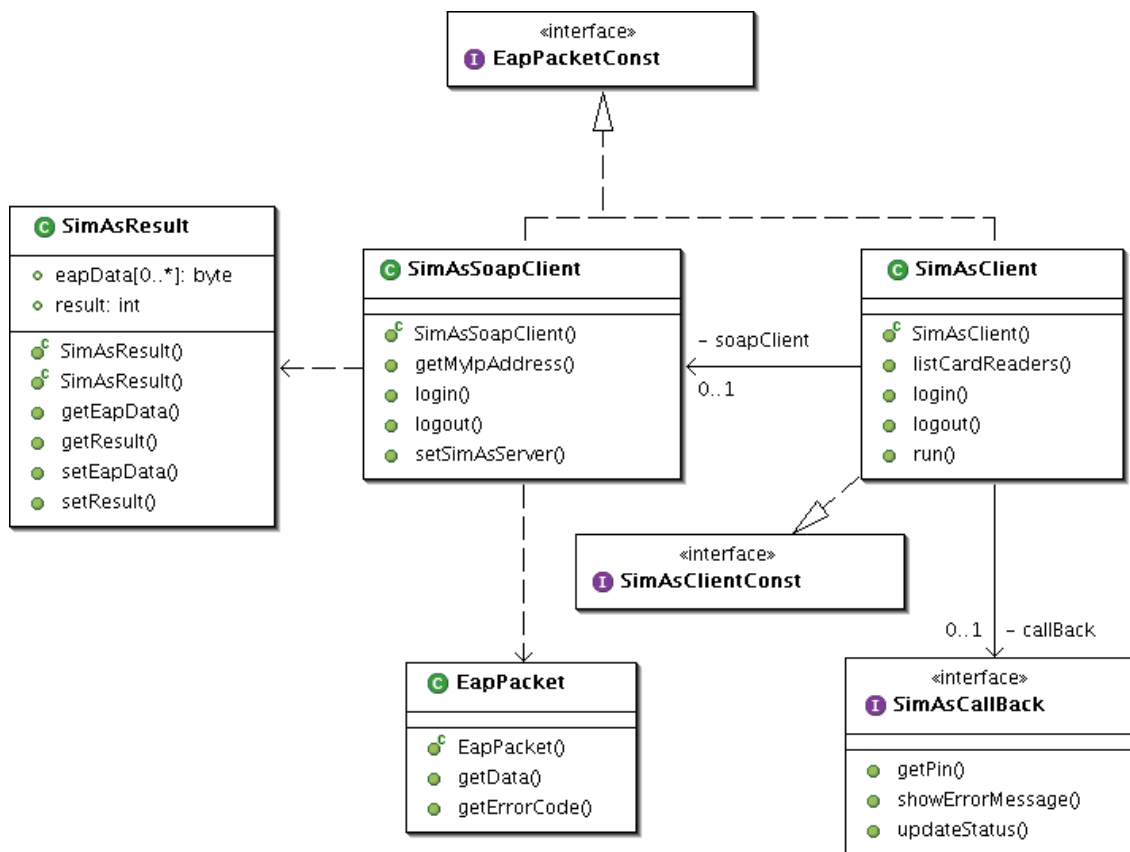 «interface»
I EapPacketConst
C SimAsResult
eapData[0..*]: byte
result: int
C SimAsResult()
C SimAsResult()
getEapData()
getResult()
setEapData()
setResult()
C SimAsSoapClient
C SimAsSoapClient()
getMyIpAddress()
login()
logout()
setSimAsServer()
– soapClient
0..1
C SimAsClient
C SimAsClient()
listCardReaders()
login()
logout()
run()
«interface»
I SimAsClientConst
0..1 – callBack
C EapPacket
C EapPacket()
getData()
getErrorCode()
«interface»
I SimAsCallBack
getPin()
showErrorMessage()
updateStatus()